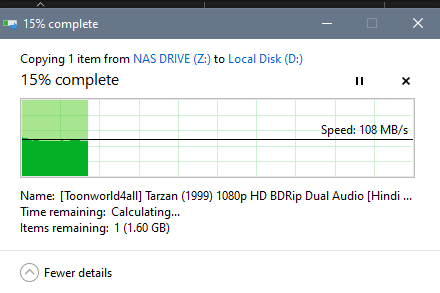 15% complete
Copying 1 item from NAS DRIVE (Z:) to Local Disk (D:)
15% complete
Speed: 108 MB/s
Name: [Toonworld4all] Tarzan (1999) 1080p HD BDRip Dual Audio [Hindi ...
Time remaining: Calculating...
Items remaining: 1 (1.60 GB)
Fewer details